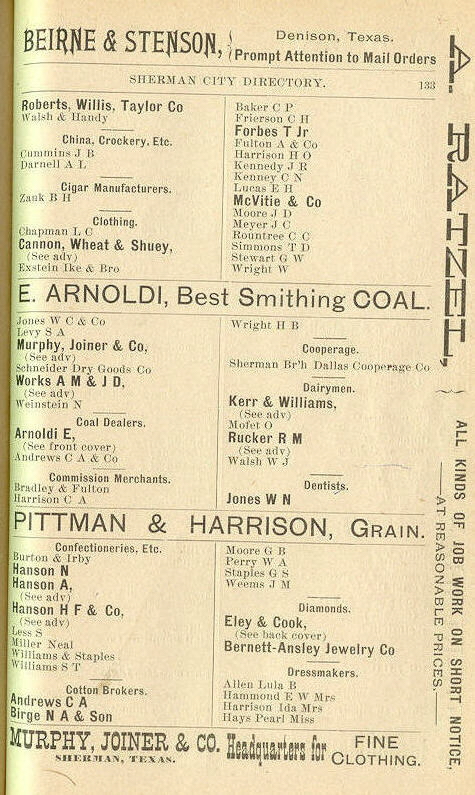 BEIRNE & STENSON,
Denison, Texas.
Prompt Attention to Mail Orders
SHERMAN CITY DIRECTORY.
133
Roberts, Willis, Taylor Co
Walsh & Handy
China, Crockery, Etc.
Cummins J B
Darnell A L
Cigar Manufacturers.
Zauk B H
Clothing.
Chapman L C
Cannon, Wheat & Shuey,
(See adv)
Exstein Ike & Bro
Baker C P
Frierson C H
Forbes T Jr
Fulton A & Co
Harrison H O
Kennedy J R
Kenney C N
Lucas E H
McVitie & Co
Moore J D
Meyer J C
Rountree C C
Simmons T D
Stewart G W
Wright W
E. ARNOLDI, Best Smithing COAL.
Jones W C & Co
Levy S A
Murphy, Joiner & Co,
(See adv)
Schneider Dry Goods Co
Works A M & J D,
(See adv)
Weinstein N
Coal Dealers.
Arnoldi E,
(See front cover)
Andrews C A & Co
Commission Merchants.
Bradley & Fulton
Harrison C A
Wright H B
Cooperage.
Sherman Br'h Dallas Cooperage Co
Dairymen.
Kerr & Williams,
(See adv)
Mofet O
Rucker R M
(See adv)
Walsh W J
Dentists.
Jones W N
PITTMAN & HARRISON, GRAIN.
Confectioneries, Etc.
Burton & Irby
Hanson N
Hanson A,
(See adv)
Hanson H F & Co,
(See adv)
Less S
Miller Neal
Williams & Staples
Williams S T
Cotton Brokers.
Andrews C A
Birge N A & Son
Moore G B
Perry W A
Staples G S
Weems J M
Diamonds.
Eley & Cook,
(See back cover)
Bernett-Ansley Jewelry Co
Dressmakers.
Allen Lula B
Hammond E W Mrs
Harrison Ida Mrs
Hays Pearl Miss
MURPHY, JOINER & CO.
SHERMAN, TEXAS.
Headquarters for
FINE
CLOTHING.
A. RATZEL,
ALL KINDS OF JOB WORK ON SHORT NOTICE,
AT REASONABLE PRICES.